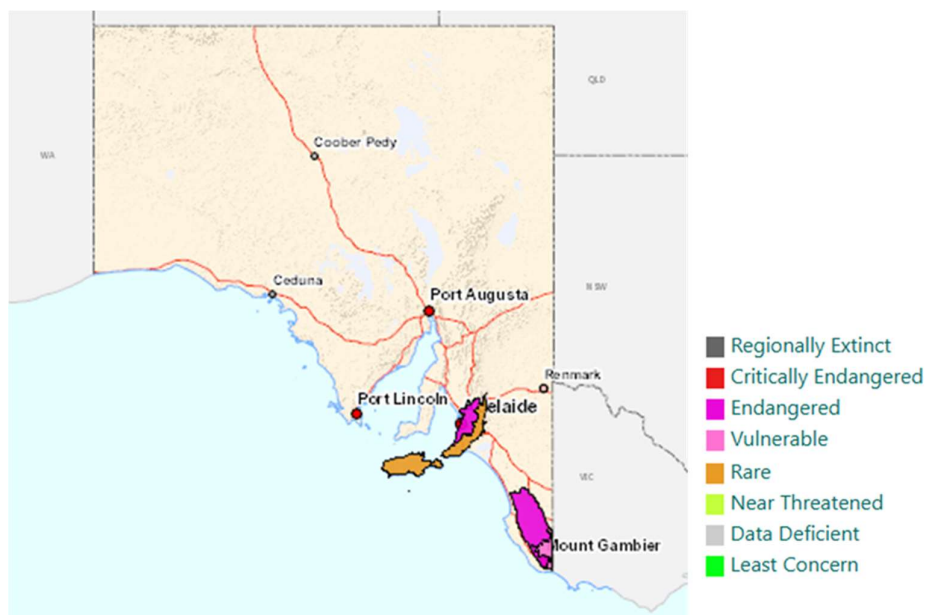 QLD
Coober Pedy
WA
Ceduna
Port Augusta
NSW
Renmark
Port Lincoln
elaide
VIC
Mount Gambier
Regionally Extinct
Critically Endangered
Endangered
Vulnerable
Rare
Near Threatened
Data Deficient
Least Concern